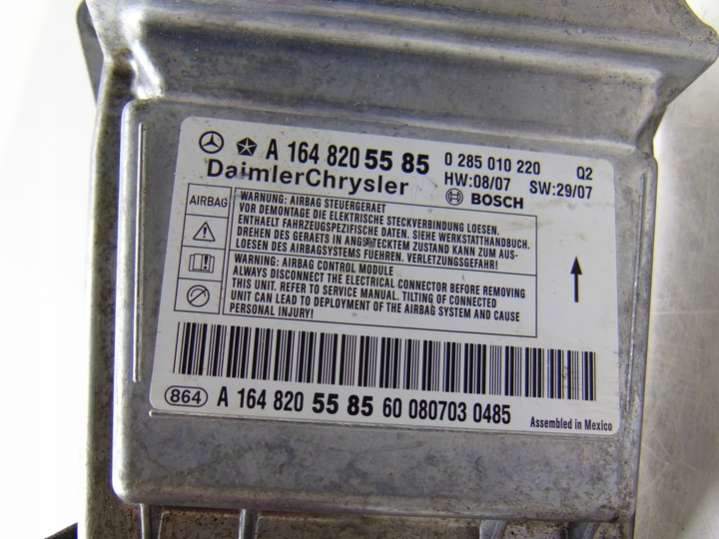 A 164 820 55 85 0 285 010 220 Q2
DaimlerChrysler HW:08/07 SW:29/07
BOSCH
AIRBAG
WARNUNG: AIRBAG STEUERGERAET
VOR DEMONTAGE DIE ELEKTRISCHE STECKVERBINDUNG LOESEN.
ENTHAELT FAHRZEUGSPEZIFISCHE DATEN. SIEHE WERKSTATTHANDBUCH.
DREHEN DES GERAETS IN ANGESTECKTEM ZUSTAND KANN ZUM AUS-
LOESEN DES AIRBAGSYSTEMS FUEHREN. VERLETZUNGSGEFAHR!
WARNING: AIRBAG CONTROL MODULE
ALWAYS DISCONNECT THE ELECTRICAL CONNECTOR BEFORE REMOVING
THIS UNIT. REFER TO SERVICE MANUAL. TILTING OF CONNECTED
UNIT CAN LEAD TO DEPLOYMENT OF THE AIRBAG SYSTEM AND CAUSE
PERSONAL INJURY!
864 A 164 820 55 85 60 080703 0485 Assembled in Mexico